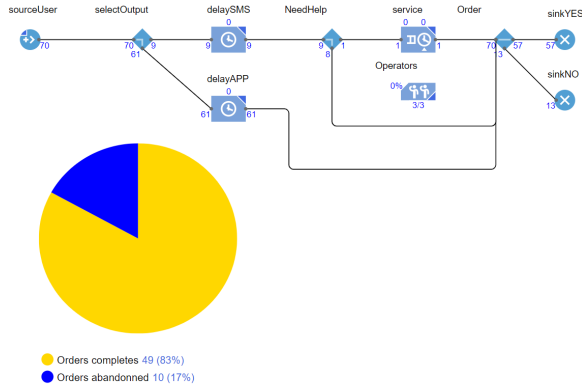 sourceUser selectOutput delaySMS NeedHelp service Order sinkYES
0 0 0
70 70 9 9 9 9 1 1 1 70 57 57
61 8 13
delayAPP Operators sinkNO
0 0%
61 61 3/3 13
Orders completes 49 (83%)
Orders abandonned 10 (17%)